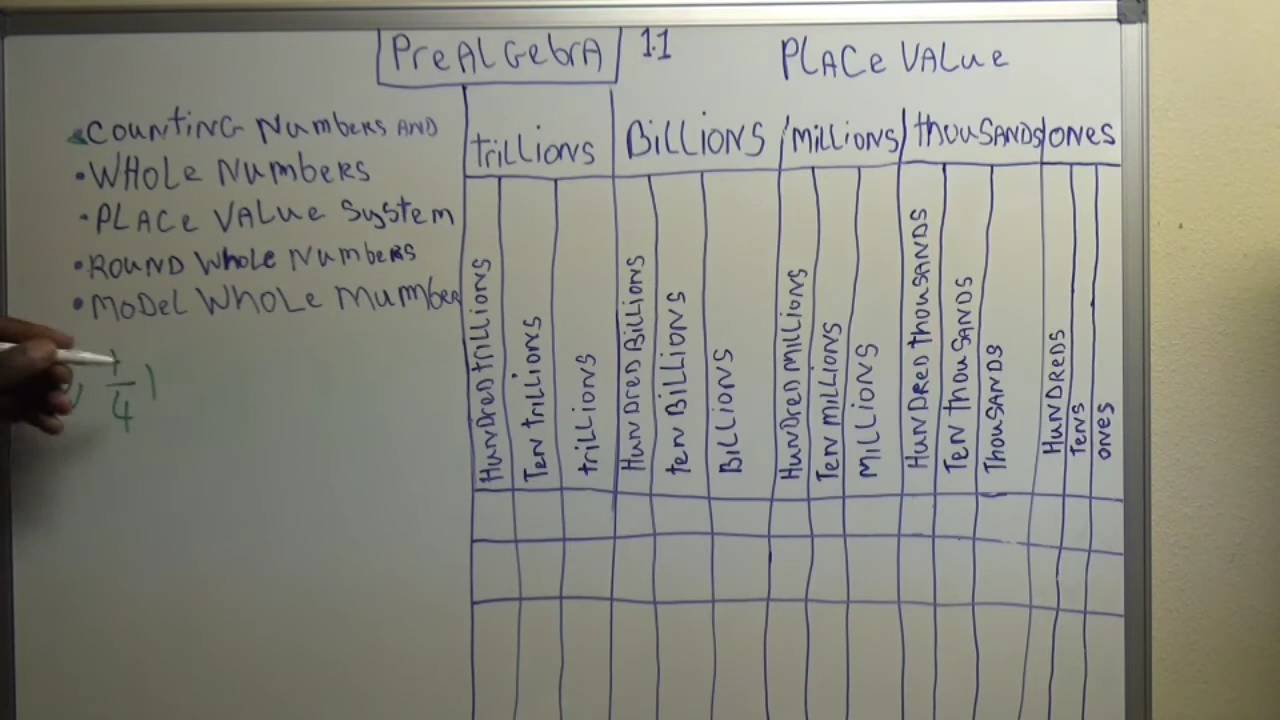 PreALGebrA 1.1 PLACe VALue
COUNTiNG NumbeRS AND
• WHOLe NumbeRS
• PLACe VALue SYStem
• ROUND Whole NumbeRS
• MoDeL WHOLe mumber
trillions BilLiONS millions thouSANDS ones
HunDreD trillions
Ten trillions
trillions
HunDreD Billions
ten Billions
Billions
HunDreD millions
Ten millions
millions
HunDreD thouSANDS
Ten thouSANDS
ThouSANDS
HunDreDS
Tens
ones
4